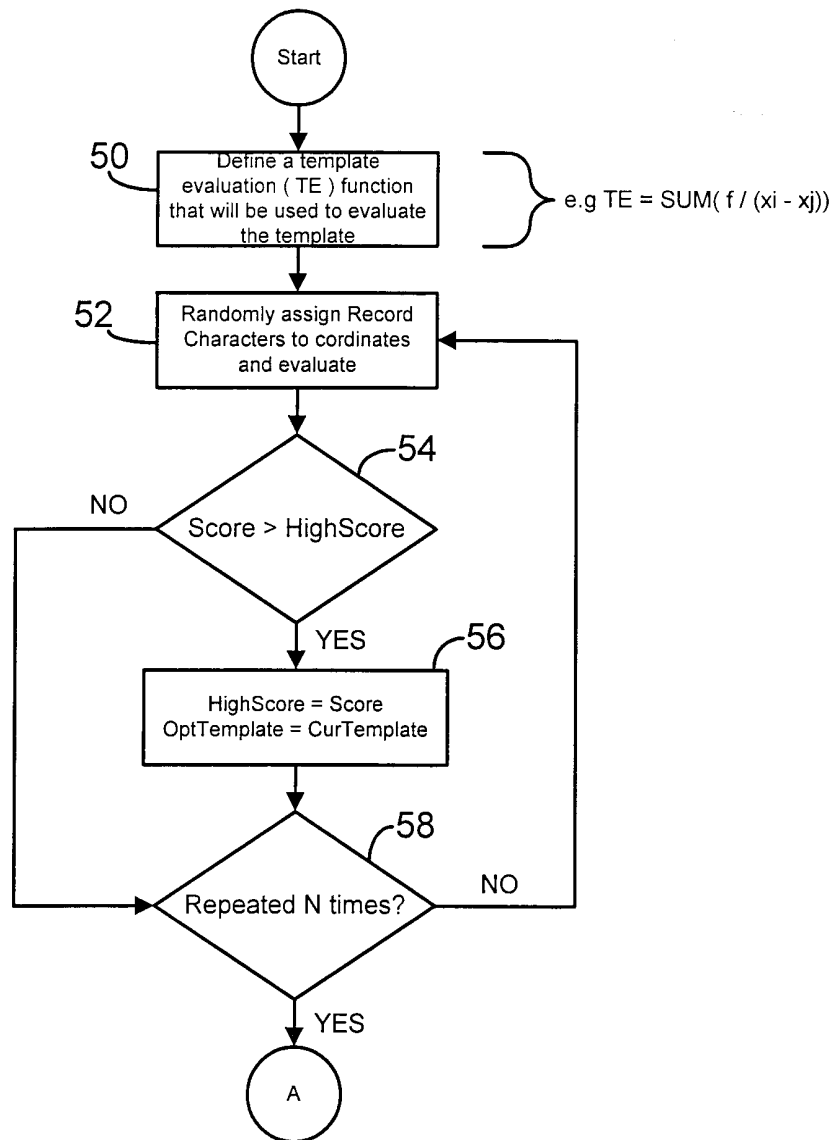 Start
50
Define a template
evaluation ( TE ) function
that will be used to evaluate
the template
e.g TE = SUM( f / (xi - xj))
52
Randomly assign Record
Characters to cordinates
and evaluate
54
NO
Score > HighScore
YES
56
HighScore = Score
OptTemplate = CurTemplate
58
NO
Repeated N times?
YES
A